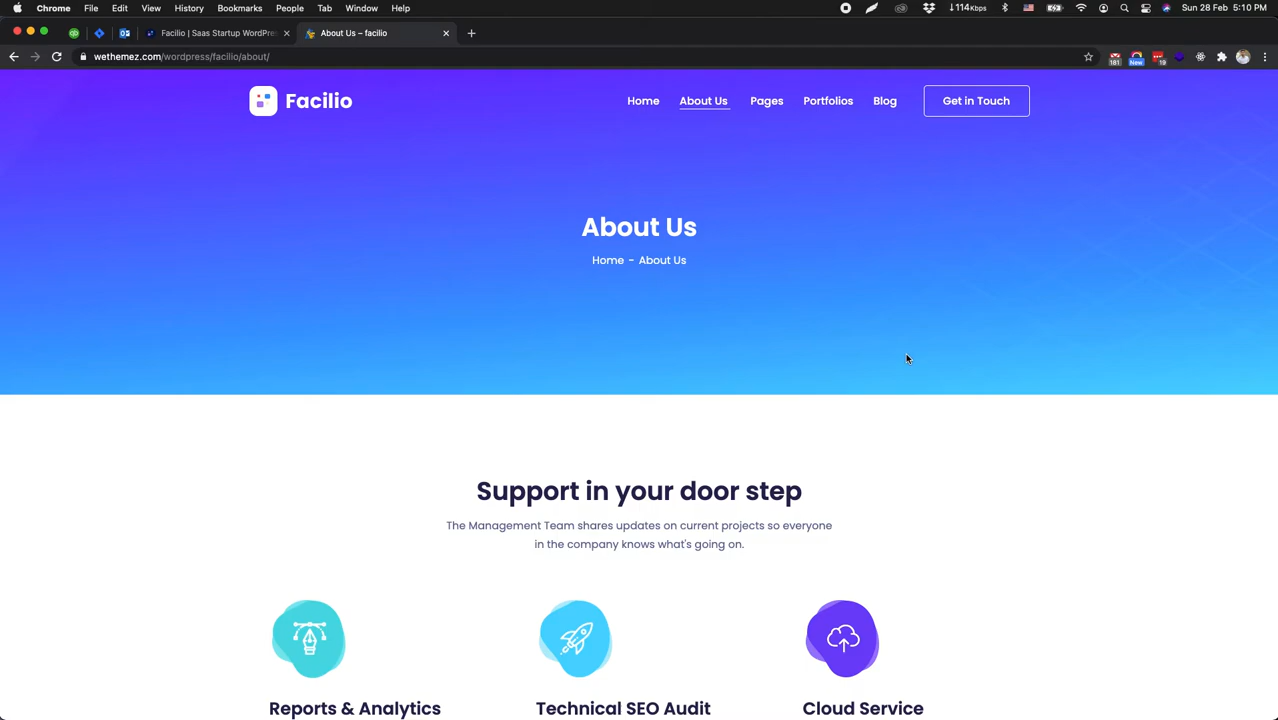 Chrome File Edit View History Bookmarks People Tab Window Help 114Kbps Sun 28 Feb 5:10 PM
Facilio | Saas Startup WordPre × About Us – facilio × +
wethemez.com/wordpress/facilio/about/ 181 New 19
Facilio Home About Us Pages Portfolios Blog Get in Touch
About Us
Home - About Us
Support in your door step
The Management Team shares updates on current projects so everyone
in the company knows what's going on.
Reports & Analytics Technical SEO Audit Cloud Service